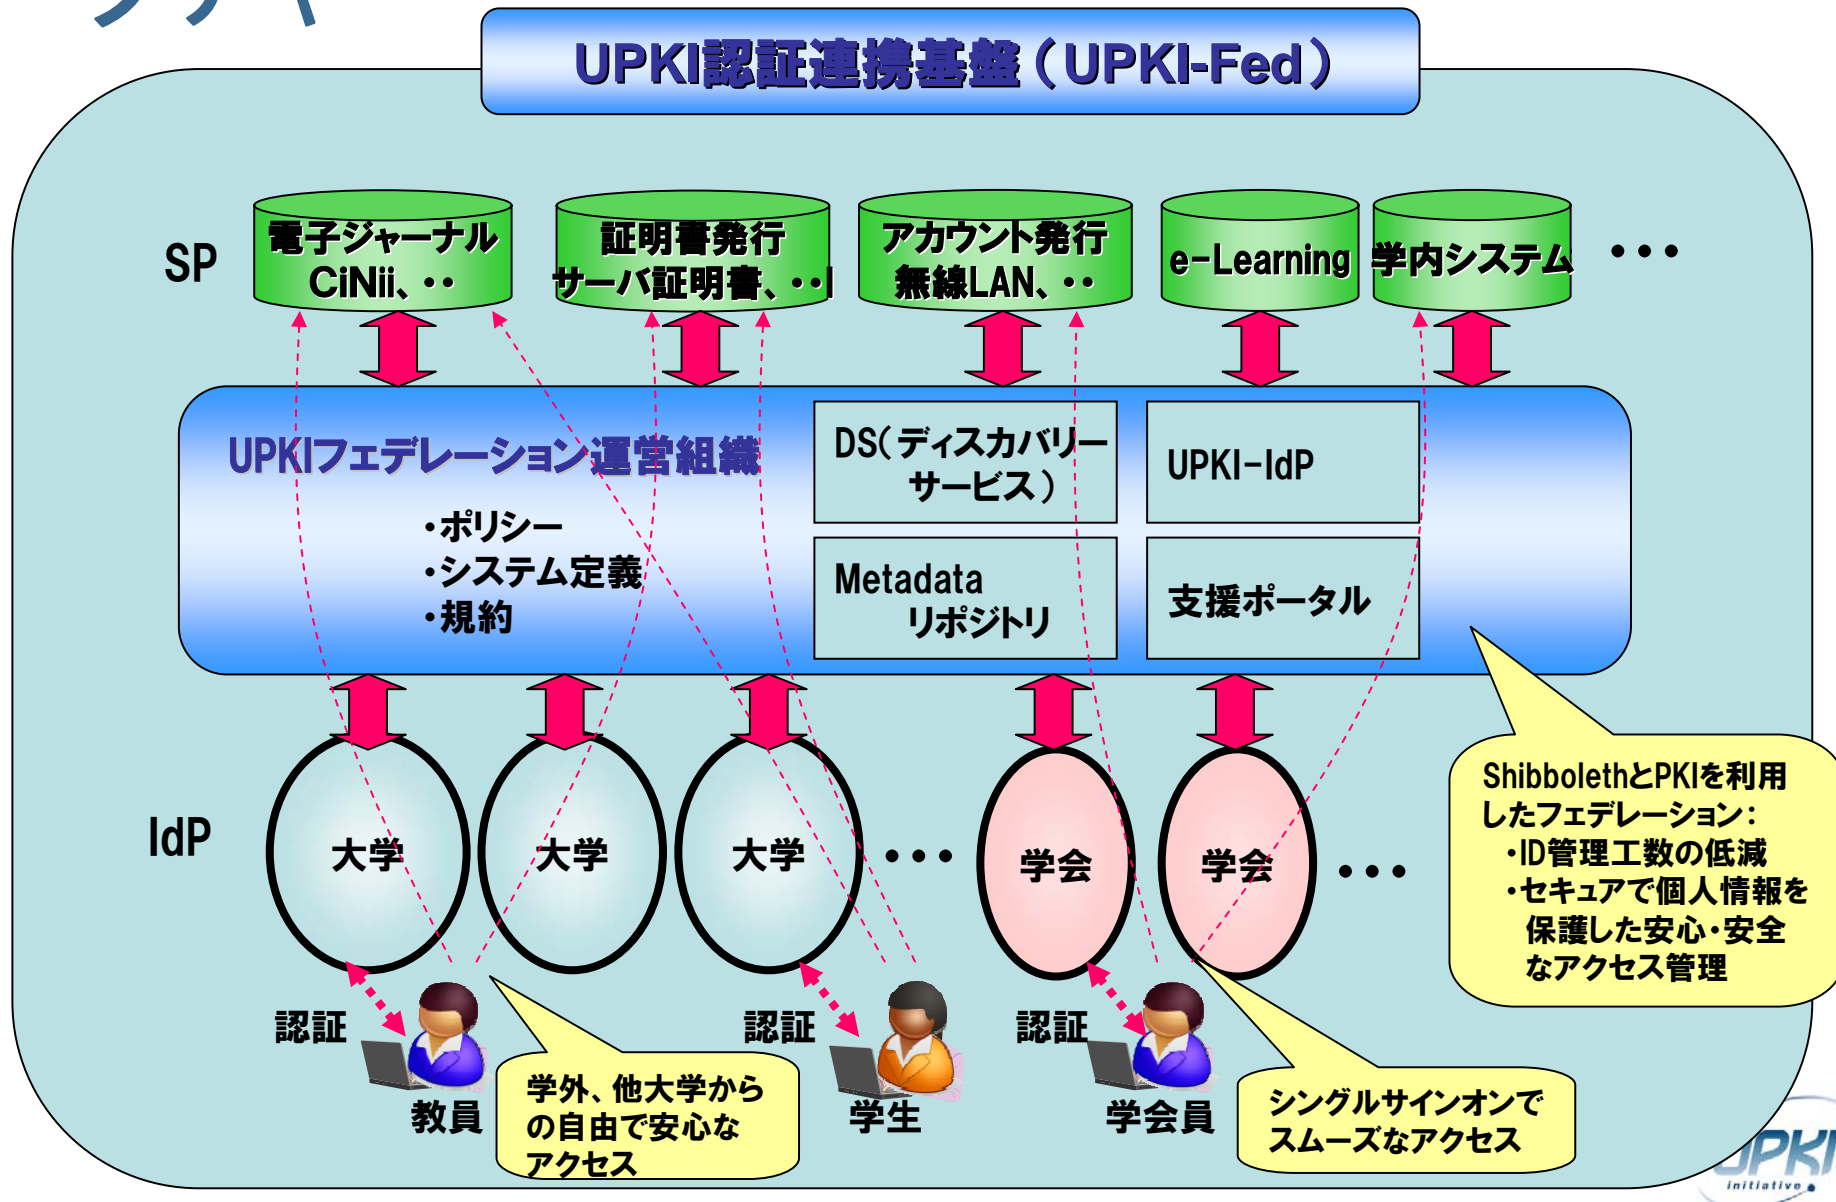 UPKI認証連携基盤(UPKI-Fed)
SP
電子ジャーナル
CiNii、・・
証明書発行
サーバ証明書、・・
アカウント発行
無線LAN、・・
e-Learning
学内システム
・・・
UPKIフェデレーション運営組織
・ポリシー
・システム定義
・規約
DS(ディスカバリー
サービス)
UPKI-IdP
Metadata
リポジトリ
支援ポータル
IdP
大学
大学
大学
・・・
学会
学会
・・・
ShibbolethとPKIを利用
したフェデレーション:
・ID管理工数の低減
・セキュアで個人情報を
保護した安心・安全
なアクセス管理
認証
教員
認証
学生
認証
学会員
学外、他大学から
の自由で安心な
アクセス
シングルサインオンで
スムーズなアクセス
UPKI
initiative